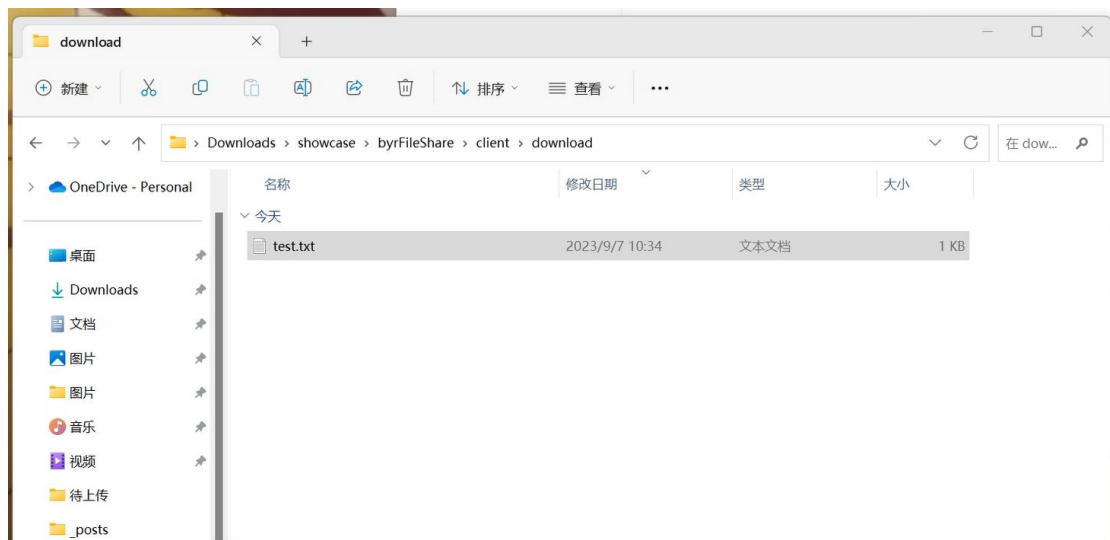 download
新建
排序
查看
Downloads > showcase > byrFileShare > client > download
在 dow...
OneDrive - Personal
名称 修改日期 类型 大小
今天
test.txt 2023/9/7 10:34 文本文档 1 KB
桌面
Downloads
文档
图片
图片
音乐
视频
待上传
_posts